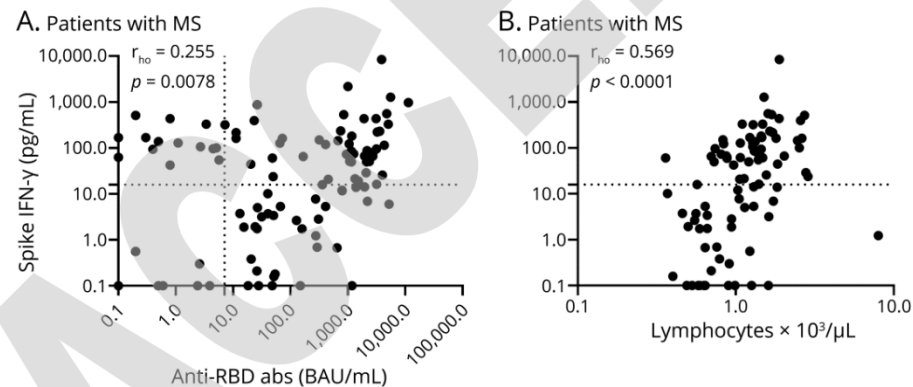 A. Patients with MS
r_ho = 0.255
p = 0.0078
10,000.0
1,000.0
100.0
10.0
1.0
0.1
Spike IFN-γ (pg/mL)
0.1
1.0
10.0
100.0
1,000.0
10,000.0
100,000.0
Anti-RBD abs (BAU/mL)
B. Patients with MS
r_ho = 0.569
p < 0.0001
10,000.0
1,000.0
100.0
10.0
1.0
0.1
0.1
1.0
10.0
Lymphocytes × 10³/μL
ACCE